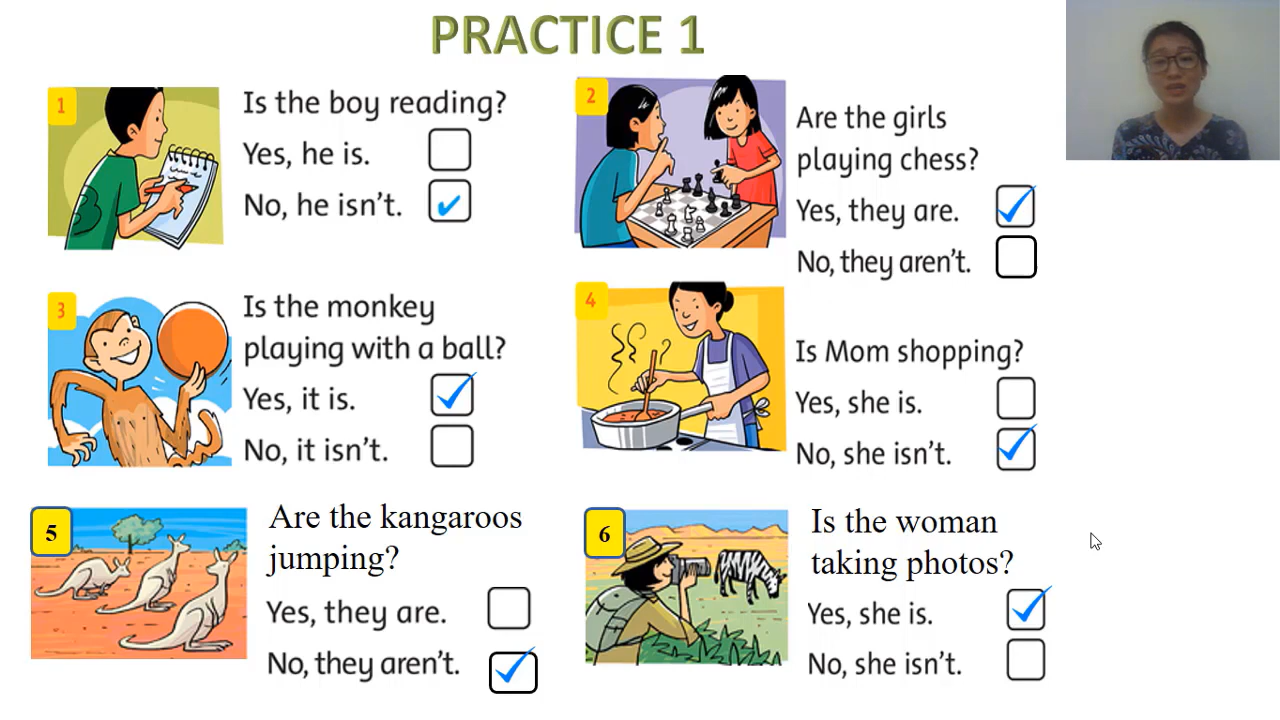 PRACTICE 1
1
Is the boy reading?
Yes, he is.
No, he isn't.
2
Are the girls
playing chess?
Yes, they are.
No, they aren't.
3
Is the monkey
playing with a ball?
Yes, it is.
No, it isn't.
4
Is Mom shopping?
Yes, she is.
No, she isn't.
5
Are the kangaroos
jumping?
Yes, they are.
No, they aren't.
6
Is the woman
taking photos?
Yes, she is.
No, she isn't.